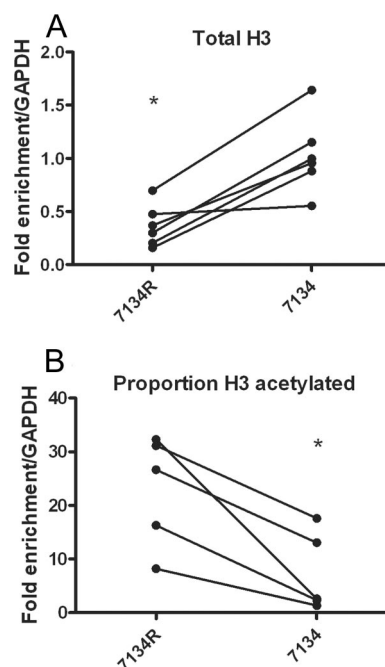 A
Total H3
Fold enrichment/GAPDH
2.0
1.5
1.0
0.5
0.0
*
7134R
7134
B
Proportion H3 acetylated
Fold enrichment/GAPDH
40
30
20
10
0
*
7134R
7134